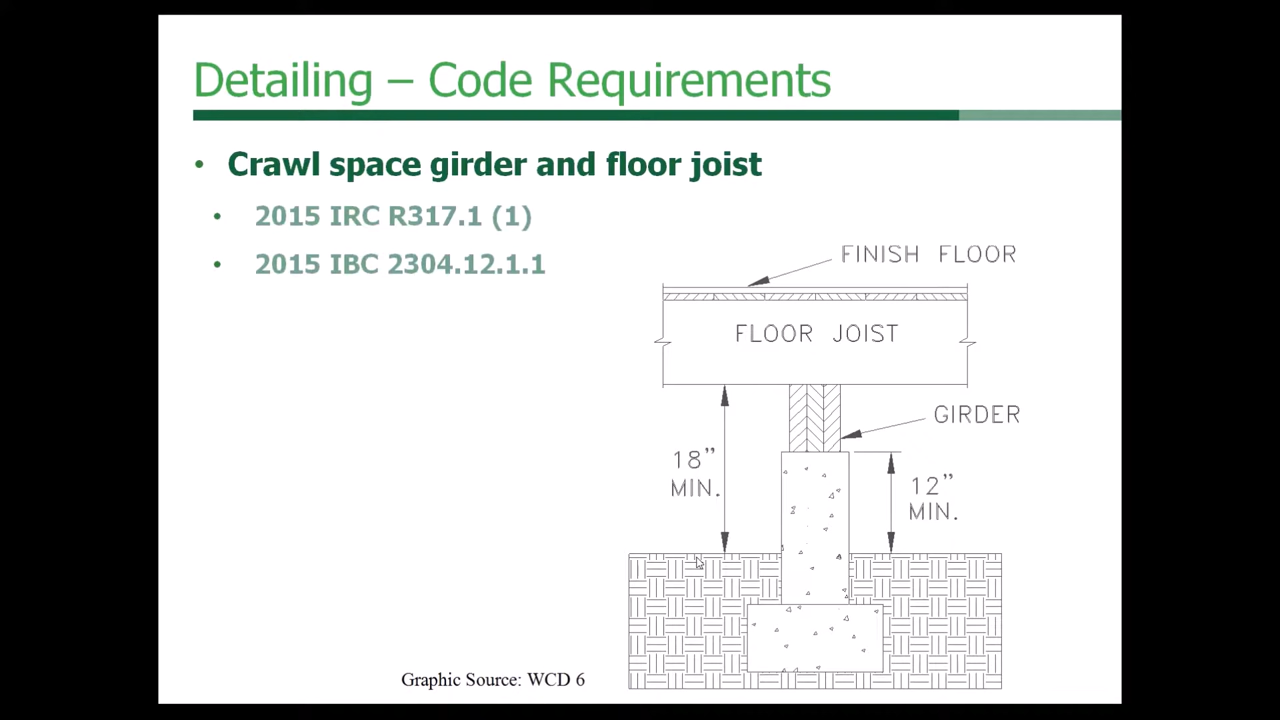 Detailing – Code Requirements
• Crawl space girder and floor joist
• 2015 IRC R317.1 (1)
• 2015 IBC 2304.12.1.1
FINISH FLOOR
FLOOR JOIST
GIRDER
18”
MIN.
12”
MIN.
Graphic Source: WCD 6